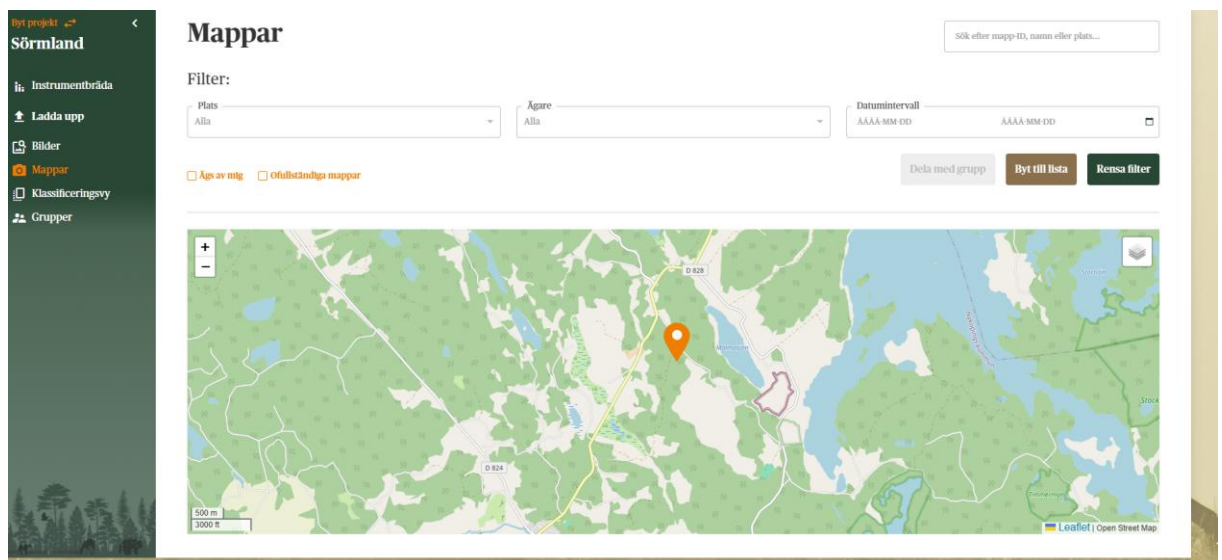 Byt projekt
Sörmland
Instrumentbräda
Ladda upp
Bilder
Mappar
Klassificeringsvy
Grupper
Mappar
Sök efter mapp-ID, namn eller plats...
Filter:
Plats
Alla
Ägare
Alla
Datumintervall
ÅÅÅÅ-MM-DD
ÅÅÅÅ-MM-DD
Ägs av mig
Ofullständiga mappar
Dela med grupp
Byt till lista
Rensa filter
+
−
D 828
D 824
500 m
3000 ft
Leaflet | Open Street Map